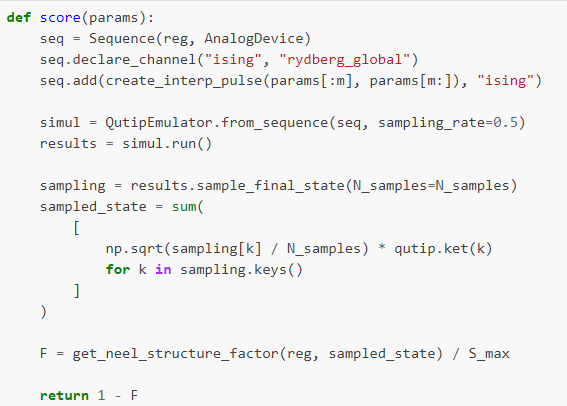 def score(params):
    seq = Sequence(reg, AnalogDevice)
    seq.declare_channel("ising", "rydberg_global")
    seq.add(create_interp_pulse(params[:m], params[m:]), "ising")

    simul = QutipEmulator.from_sequence(seq, sampling_rate=0.5)
    results = simul.run()

    sampling = results.sample_final_state(N_samples=N_samples)
    sampled_state = sum(
        [
            np.sqrt(sampling[k] / N_samples) * qutip.ket(k)
            for k in sampling.keys()
        ]
    )

    F = get_neel_structure_factor(reg, sampled_state) / S_max

    return 1 - F